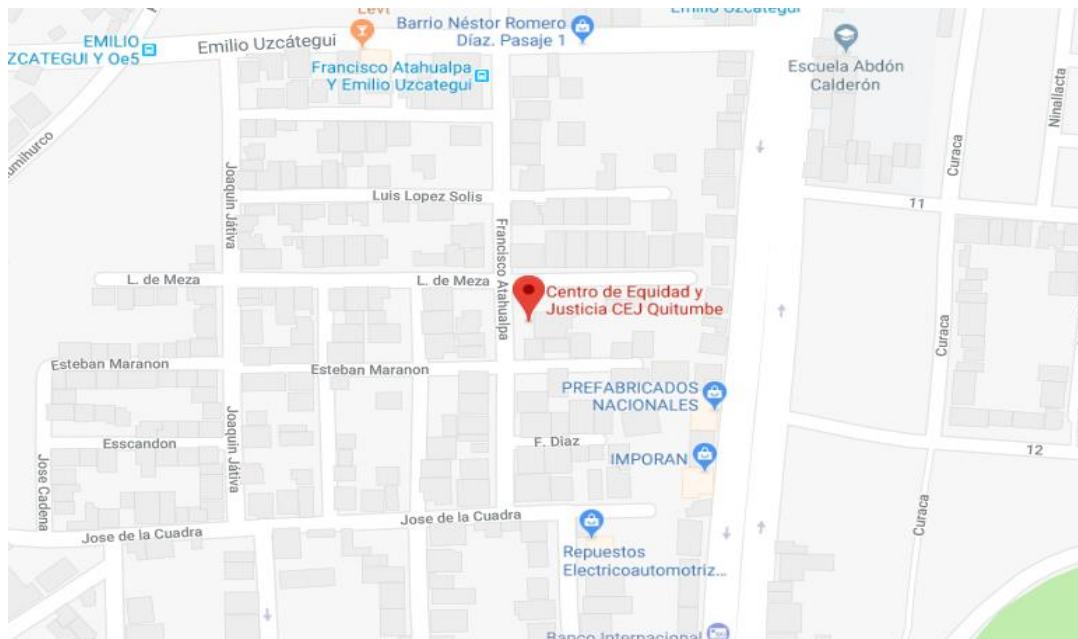 Levi
Barrio Néstor Romero
Díaz. Pasaje 1
Emilio Uzcategui
EMILIO
ZCATEGUI Y Oe5
Emilio Uzcátegui
Francisco Atahualpa
Y Emilio Uzcategui
Escuela Abdón
Calderón
Ninallacta
Curaca
umihurco
Joaquin Játiva
Luis Lopez Solis
11
Francisco Atahualpa
L. de Meza
L. de Meza
Centro de Equidad y
Justicia CEJ Quitumbe
Curaca
Esteban Maranon
Esteban Maranon
PREFABRICADOS
NACIONALES
Joaquin Játiva
Esscandon
F. Diaz
IMPORAN
12
Jose Cadena
Jose de la Cuadra
Jose de la Cuadra
Curaca
Repuestos
Electricoautomotriz...
Banco Internacional